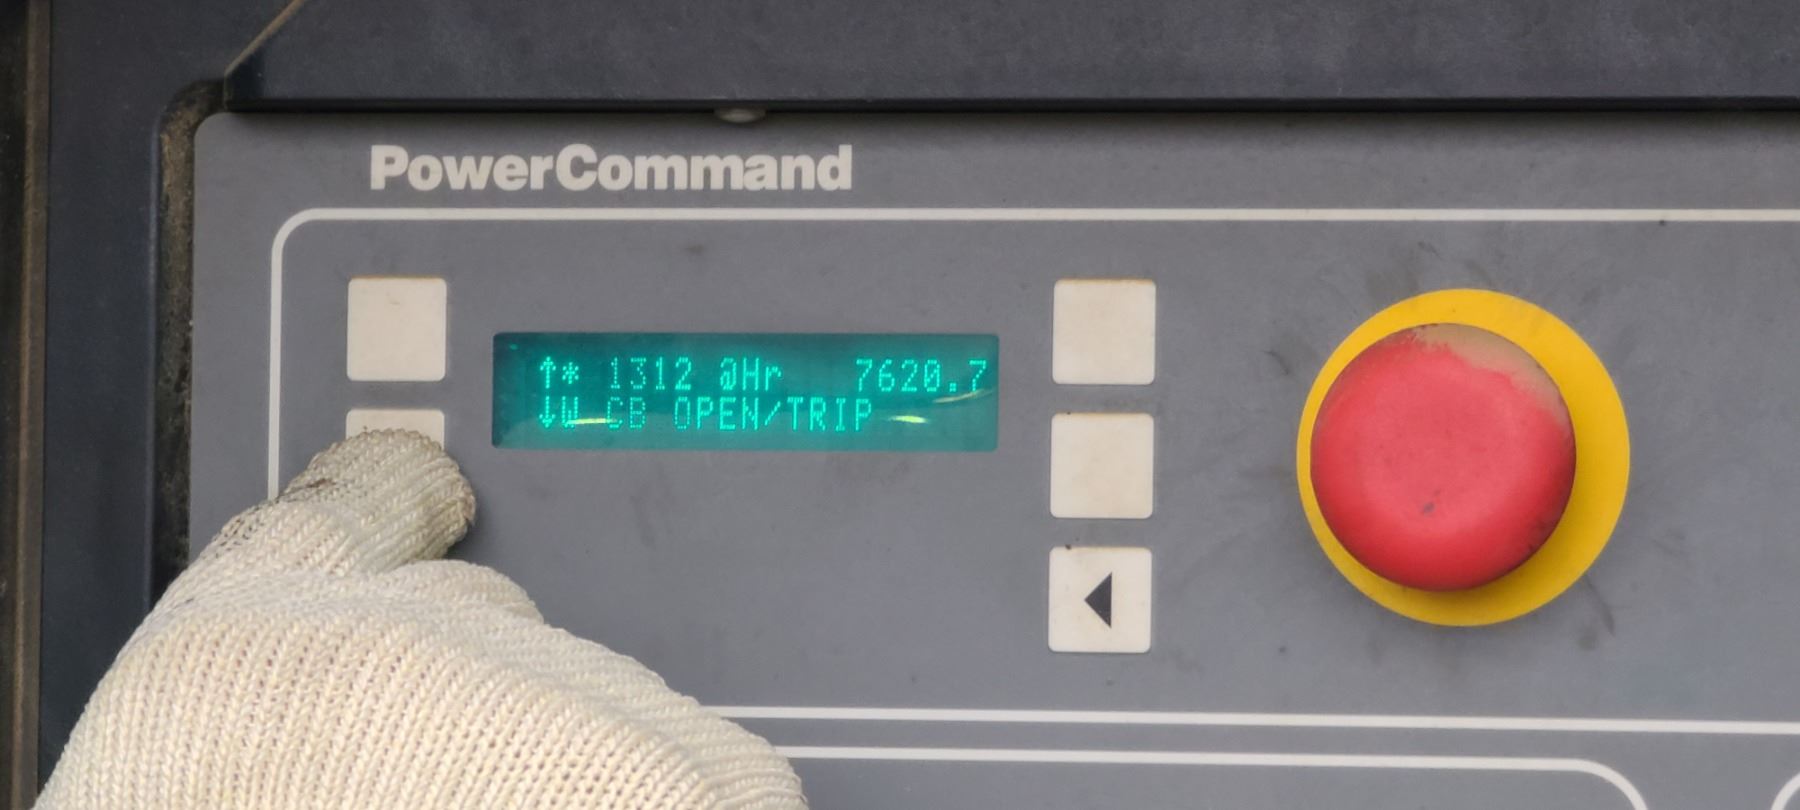 PowerCommand
↑* 1312 @Hr 7620.7
↓W CB OPEN/TRIP